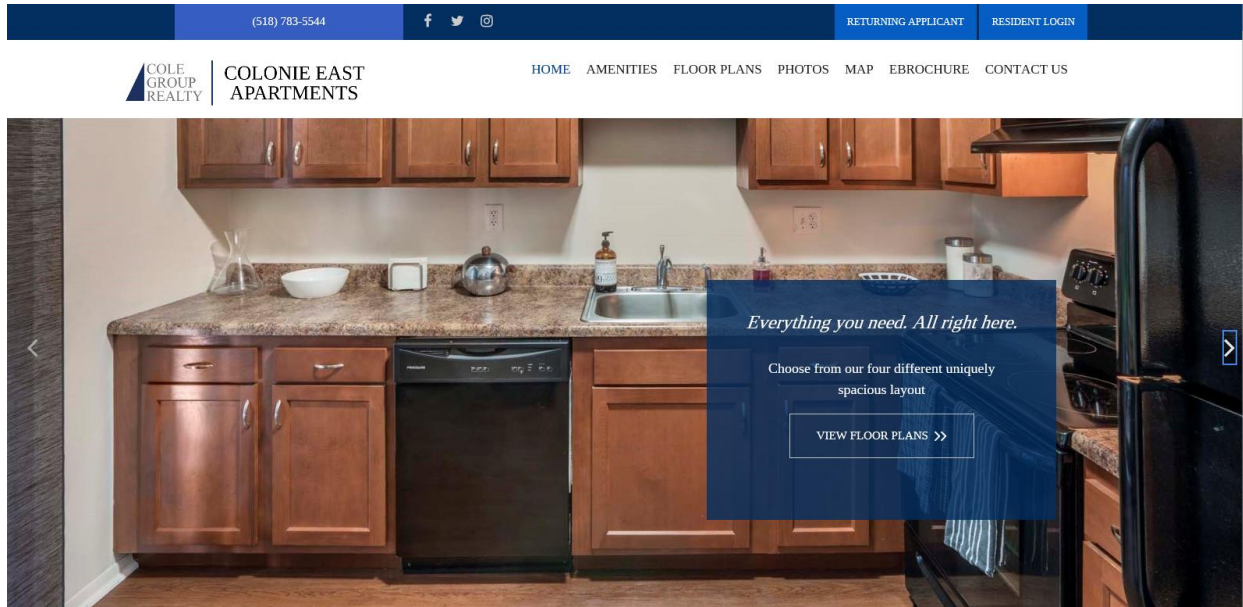 (518) 783-5544
RETURNING APPLICANT
RESIDENT LOGIN
COLE
GROUP
REALTY
COLONIE EAST
APARTMENTS
HOME AMENITIES FLOOR PLANS PHOTOS MAP EBROCHURE CONTACT US
Everything you need. All right here.
Choose from our four different uniquely
spacious layout
VIEW FLOOR PLANS